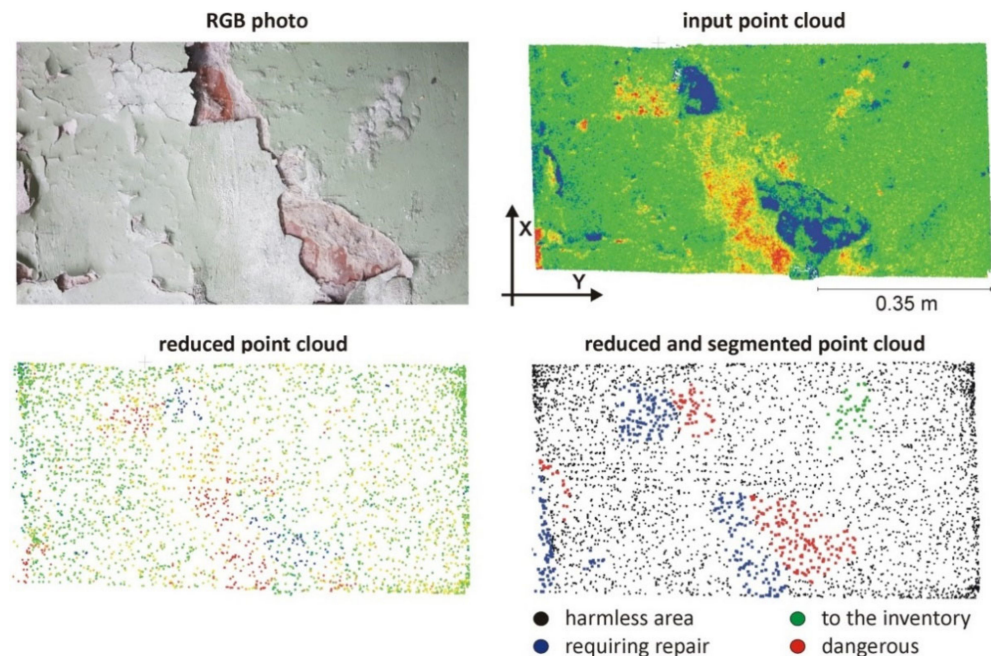 RGB photo
input point cloud
X
Y
0.35 m
reduced point cloud
reduced and segmented point cloud
harmless area
to the inventory
requiring repair
dangerous